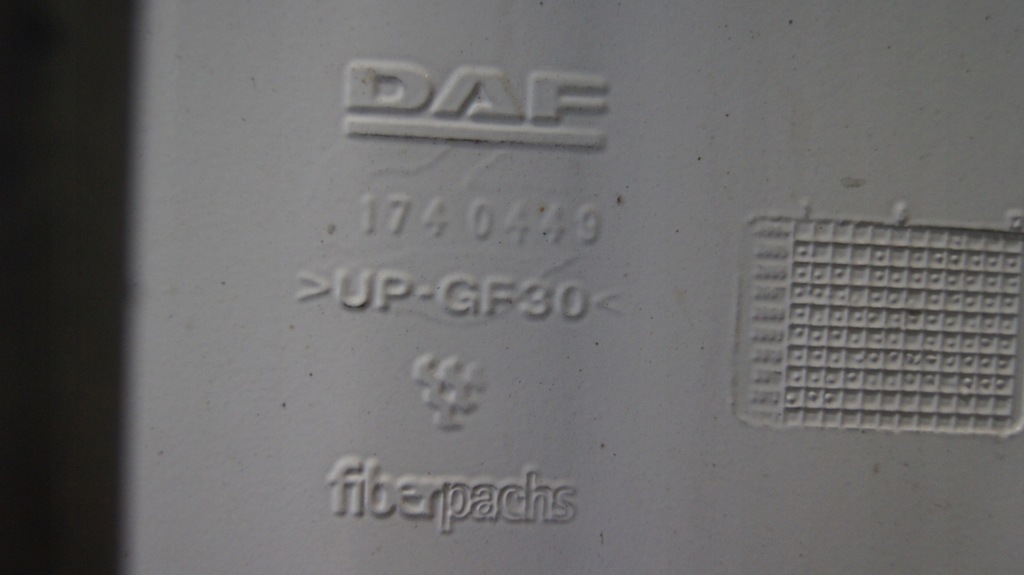 DAF
1740449
>UP-GF30<
fiberpachs